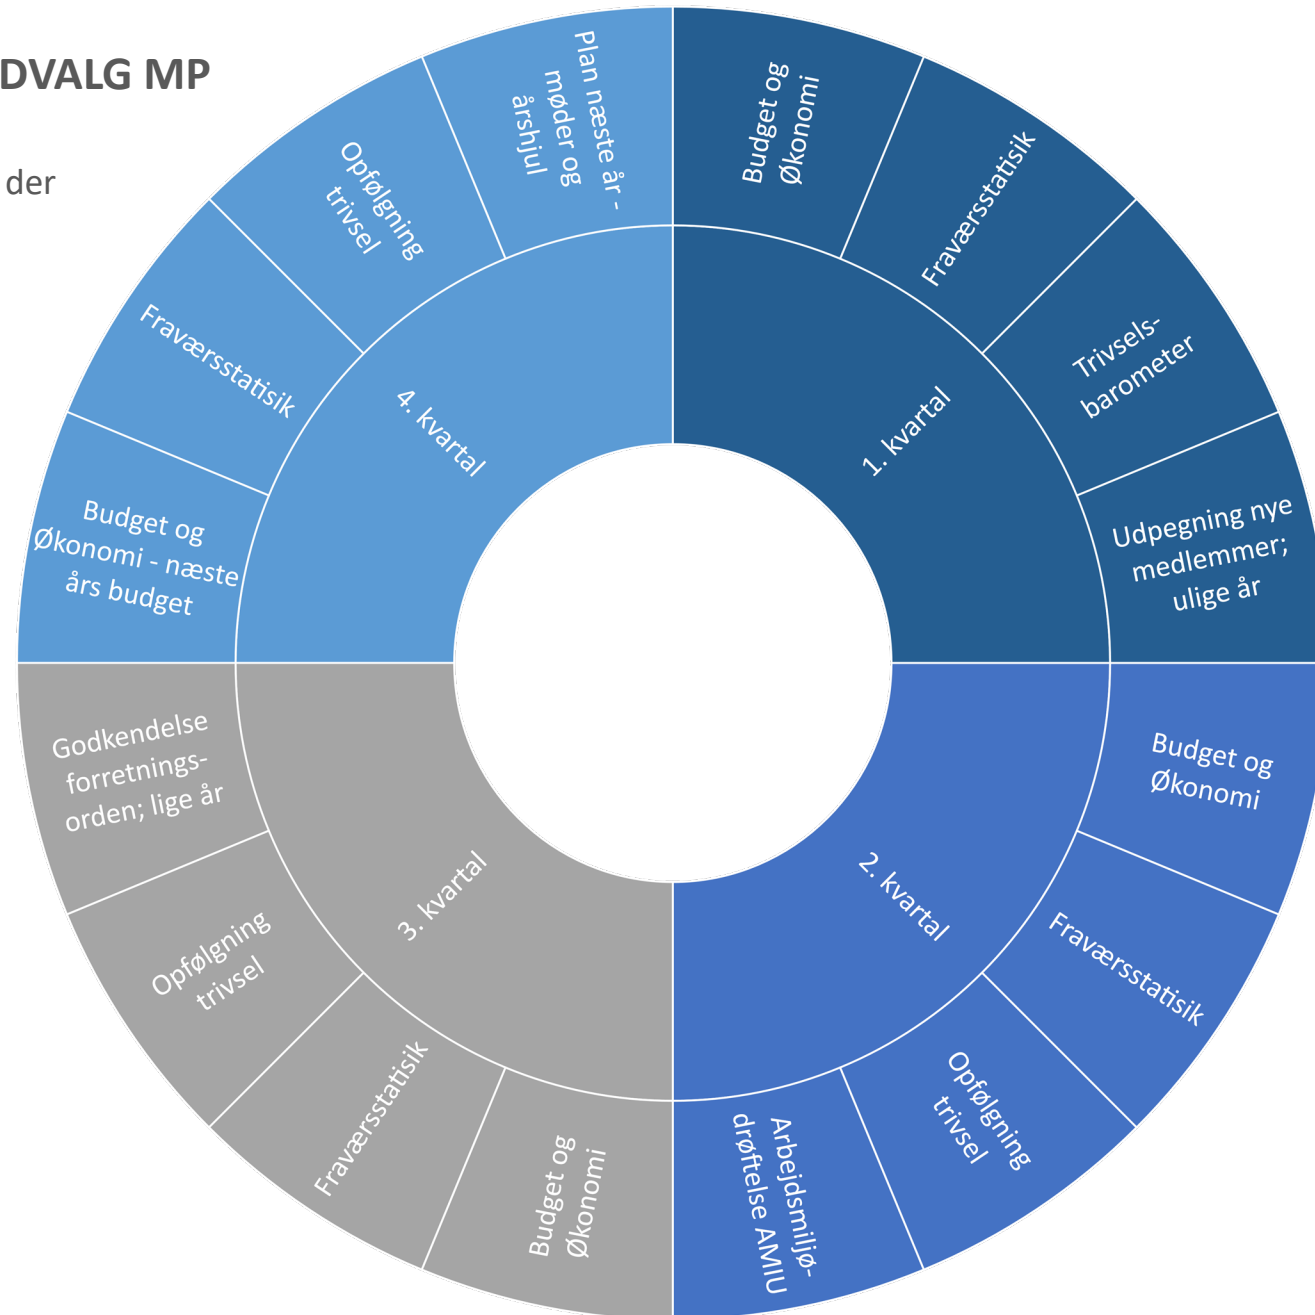 DVALG MP
der
1. kvartal
Budget og
Økonomi
Fraværsstatisik
Trivsels-
barometer
Udpegning nye
medlemmer;
ulige år
2. kvartal
Budget og
Økonomi
Fraværsstatisik
Opfølgning
trivsel
Arbejdsmiljø-
drøftelse AMIU
3. kvartal
Budget og
Økonomi
Fraværsstatisik
Opfølgning
trivsel
Godkendelse
forretnings-
orden; lige år
4. kvartal
Budget og
Økonomi - næste
års budget
Fraværsstatisik
Opfølgning
trivsel
Plan næste år -
møder og
årshjul